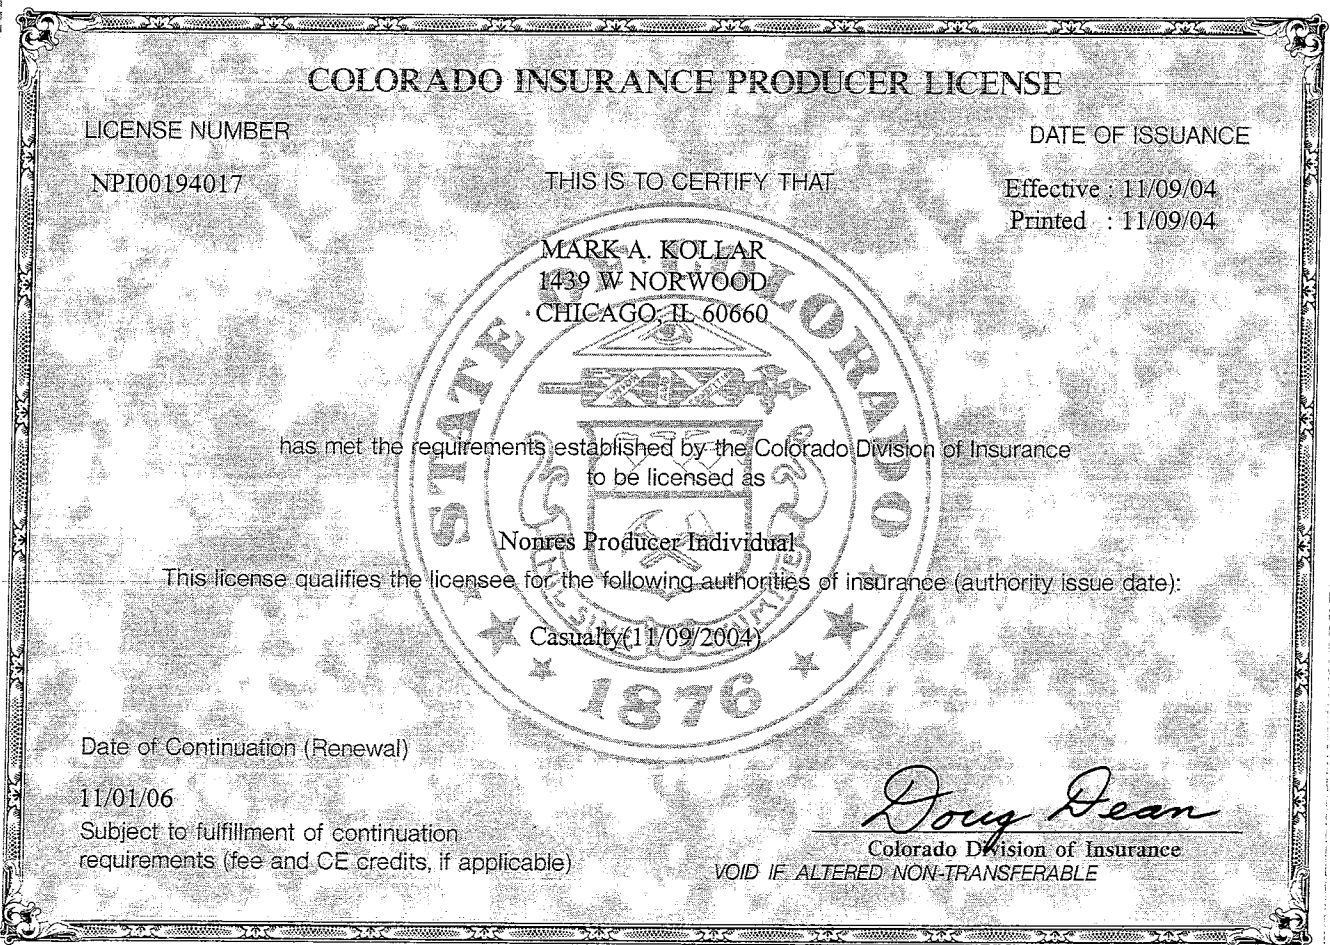 COLORADO INSURANCE PRODUCER LICENSE
LICENSE NUMBER
DATE OF ISSUANCE
NPI00194017
THIS IS TO CERTIFY THAT
Effective : 11/09/04
Printed : 11/09/04
MARK A. KOLLAR
1439 W NORWOOD
CHICAGO, IL 60660
STATE OF COLORADO
has met the requirements established by the Colorado Division of Insurance
to be licensed as
Nonres Producer Individual
This license qualifies the licensee for the following authorities of insurance (authority issue date):
Casualty(11/09/2004)
1876
Date of Continuation (Renewal)
11/01/06
Subject to fulfillment of continuation
requirements (fee and CE credits, if applicable)
Doug Dean
Colorado Division of Insurance
VOID IF ALTERED NON-TRANSFERABLE